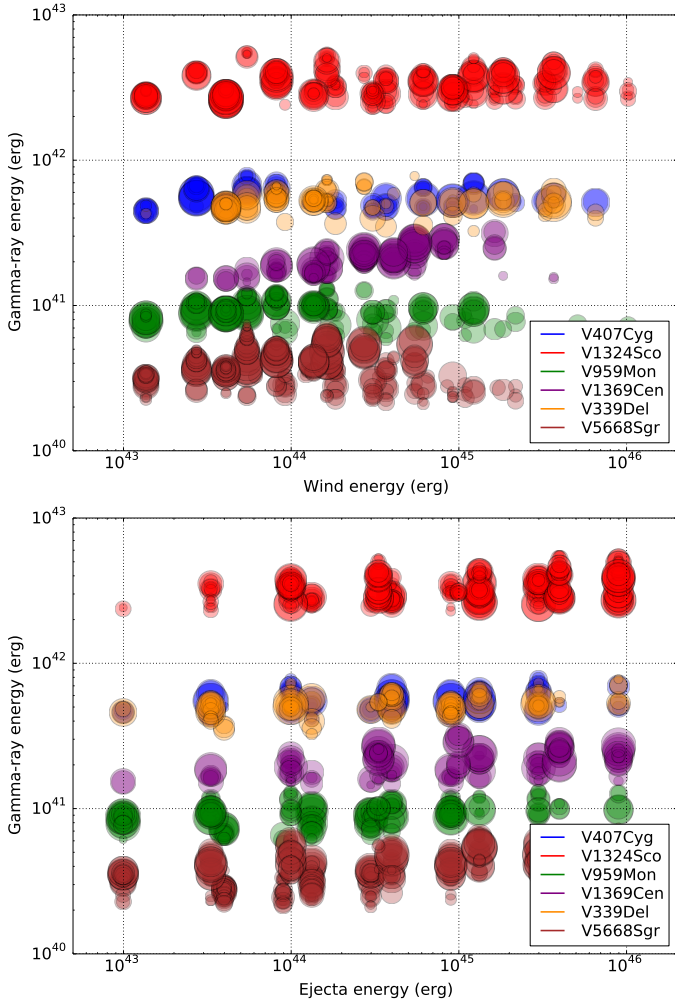 10^43
10^42
10^41
10^40
Gamma-ray energy (erg)
V407Cyg
V1324Sco
V959Mon
V1369Cen
V339Del
V5668Sgr
10^43 10^44 10^45 10^46
Wind energy (erg)
10^43
10^42
10^41
10^40
Gamma-ray energy (erg)
V407Cyg
V1324Sco
V959Mon
V1369Cen
V339Del
V5668Sgr
10^43 10^44 10^45 10^46
Ejecta energy (erg)